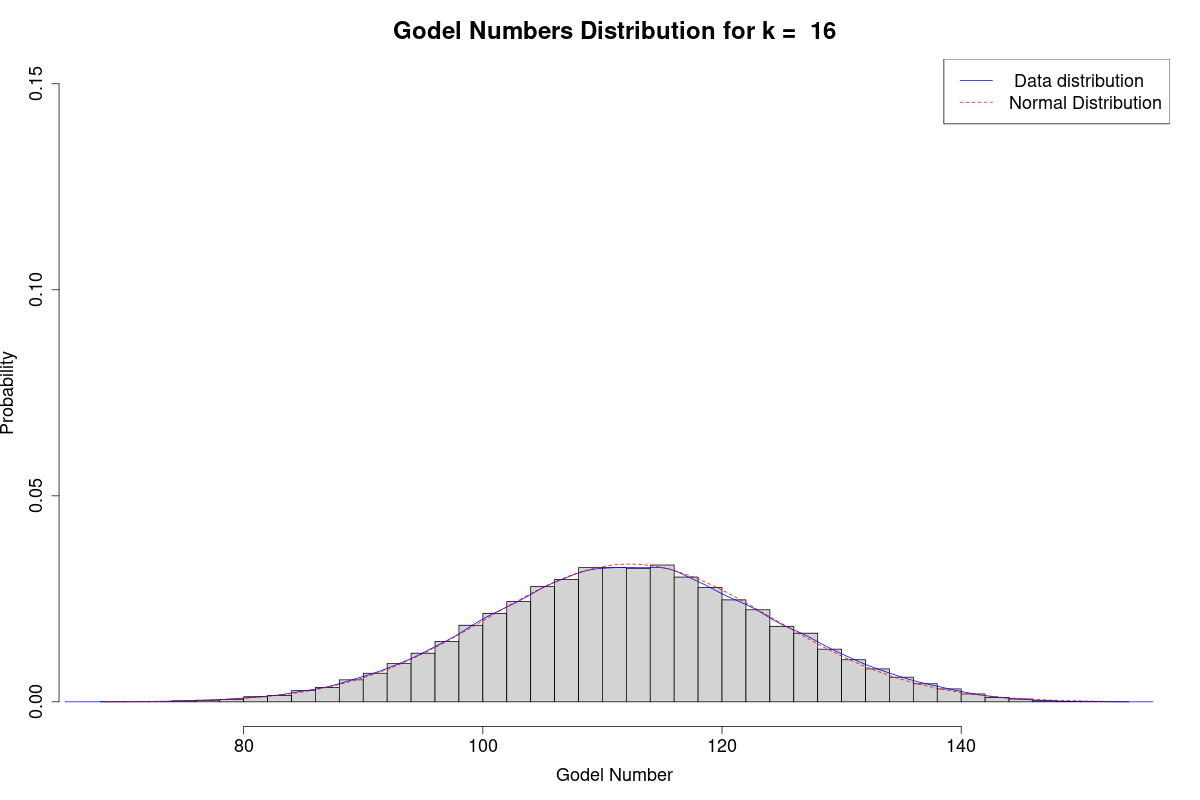 Godel Numbers Distribution for k =  16
Data distribution
Normal Distribution
0.15
0.10
0.05
0.00
Probability
80
100
120
140
Godel Number